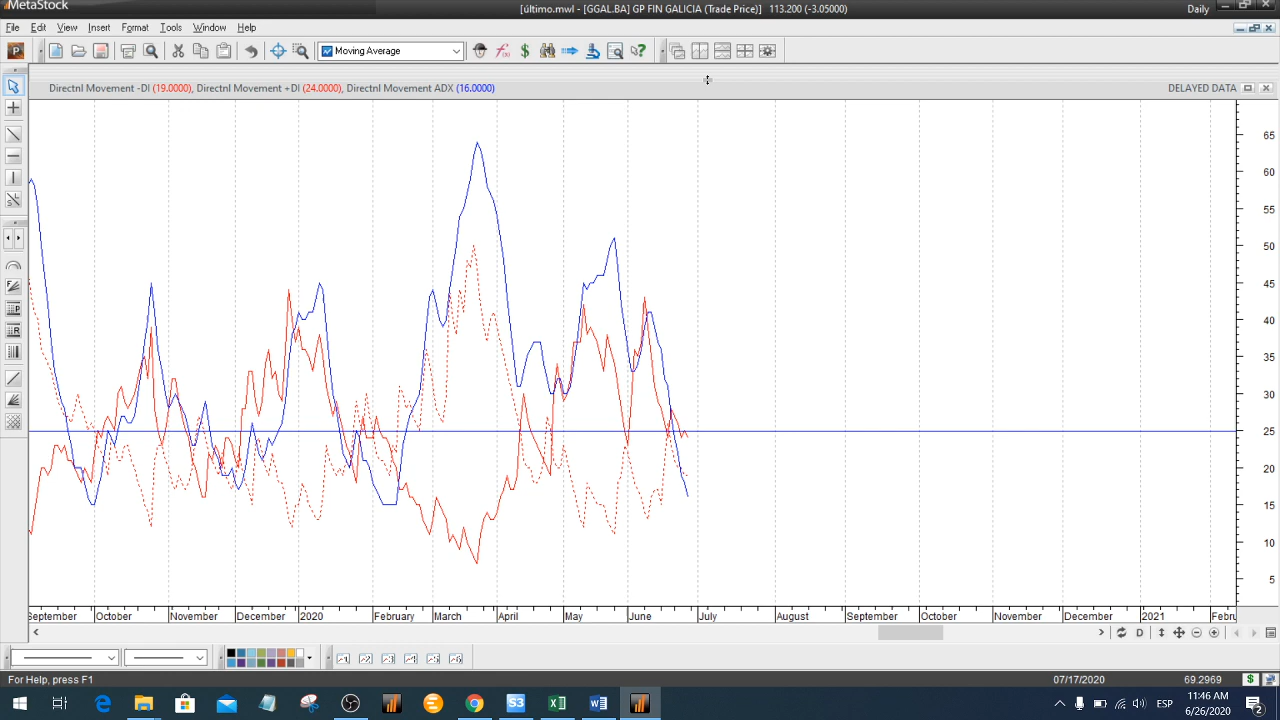 MetaStock
[último.mwl - [GGAL.BA] GP FIN GALICIA (Trade Price)] 113.200 (-3.05000)
Daily
File Edit View Insert Format Tools Window Help
Moving Average
Directnl Movement -DI (19.0000), Directnl Movement +DI (24.0000), Directnl Movement ADX (16.0000)
DELAYED DATA
65
60
55
50
45
40
35
30
25
20
15
10
5
September October November December 2020 February March April May June July August September October November December 2021 Febru
For Help, press F1
07/17/2020
69.2969
11:46 AM
6/26/2020